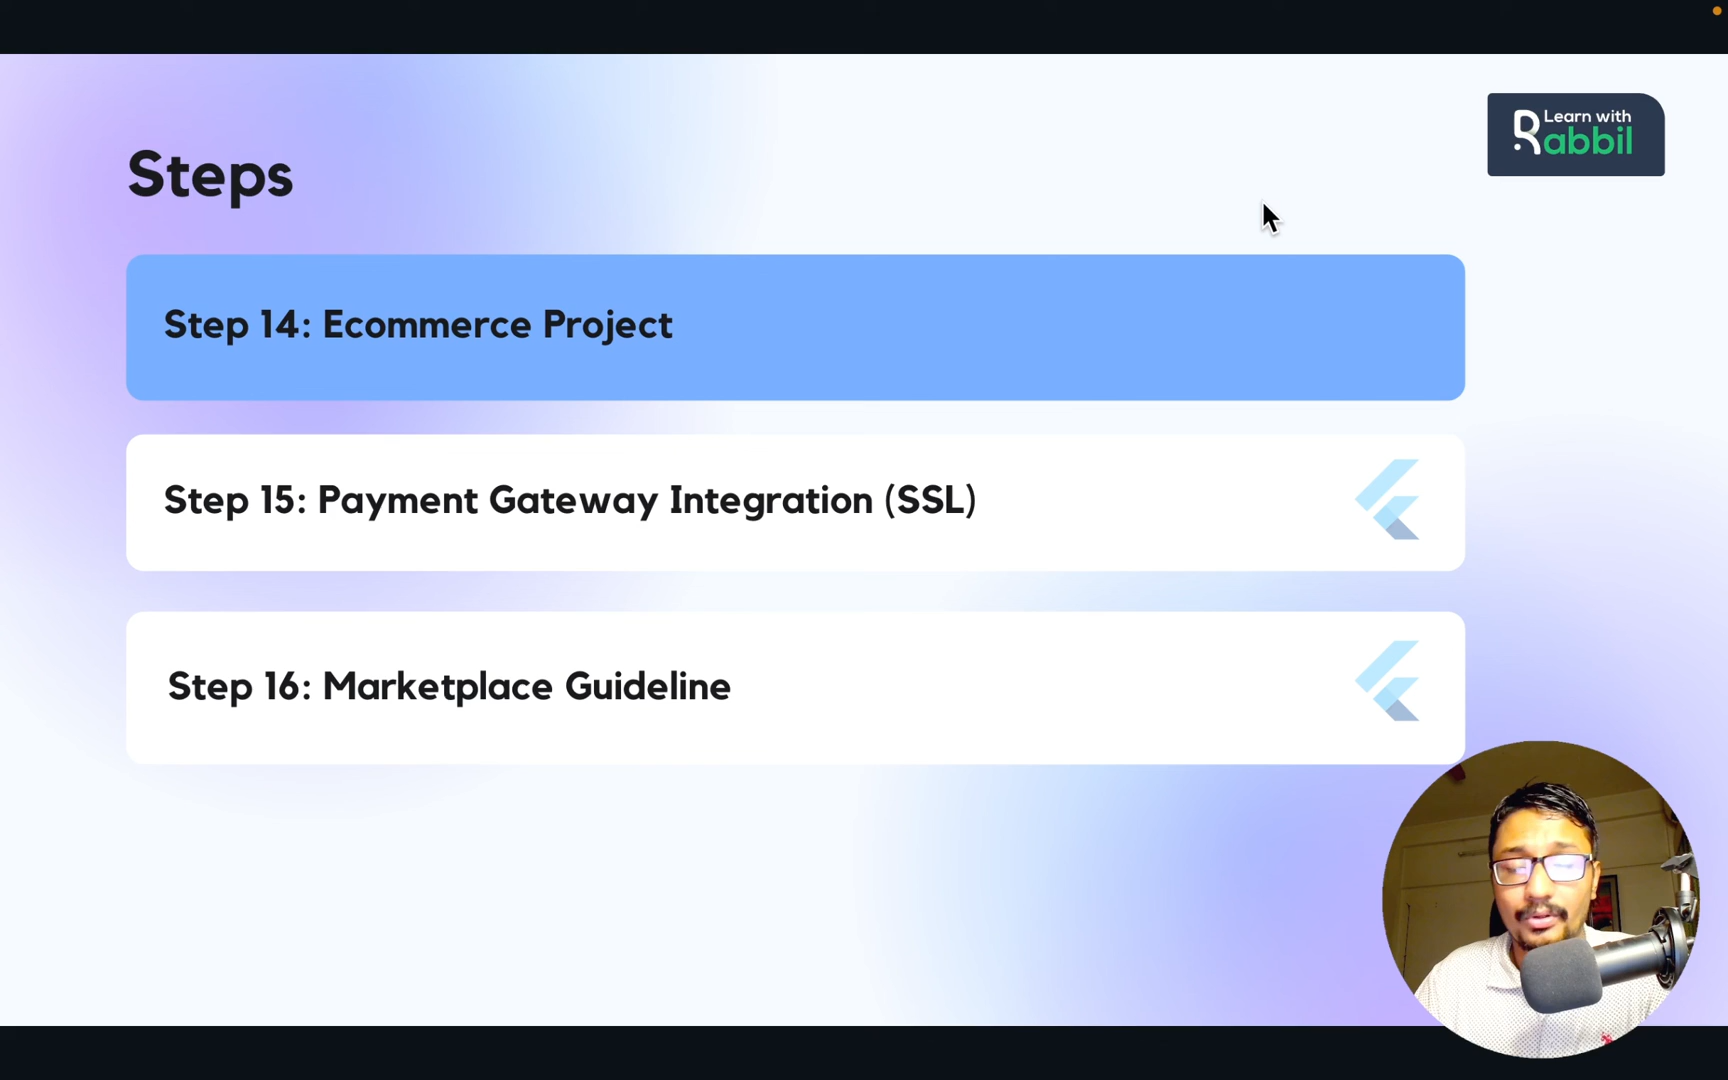 Learn with
Rabbil
Steps
Step 14: Ecommerce Project
Step 15: Payment Gateway Integration (SSL)
Step 16: Marketplace Guideline